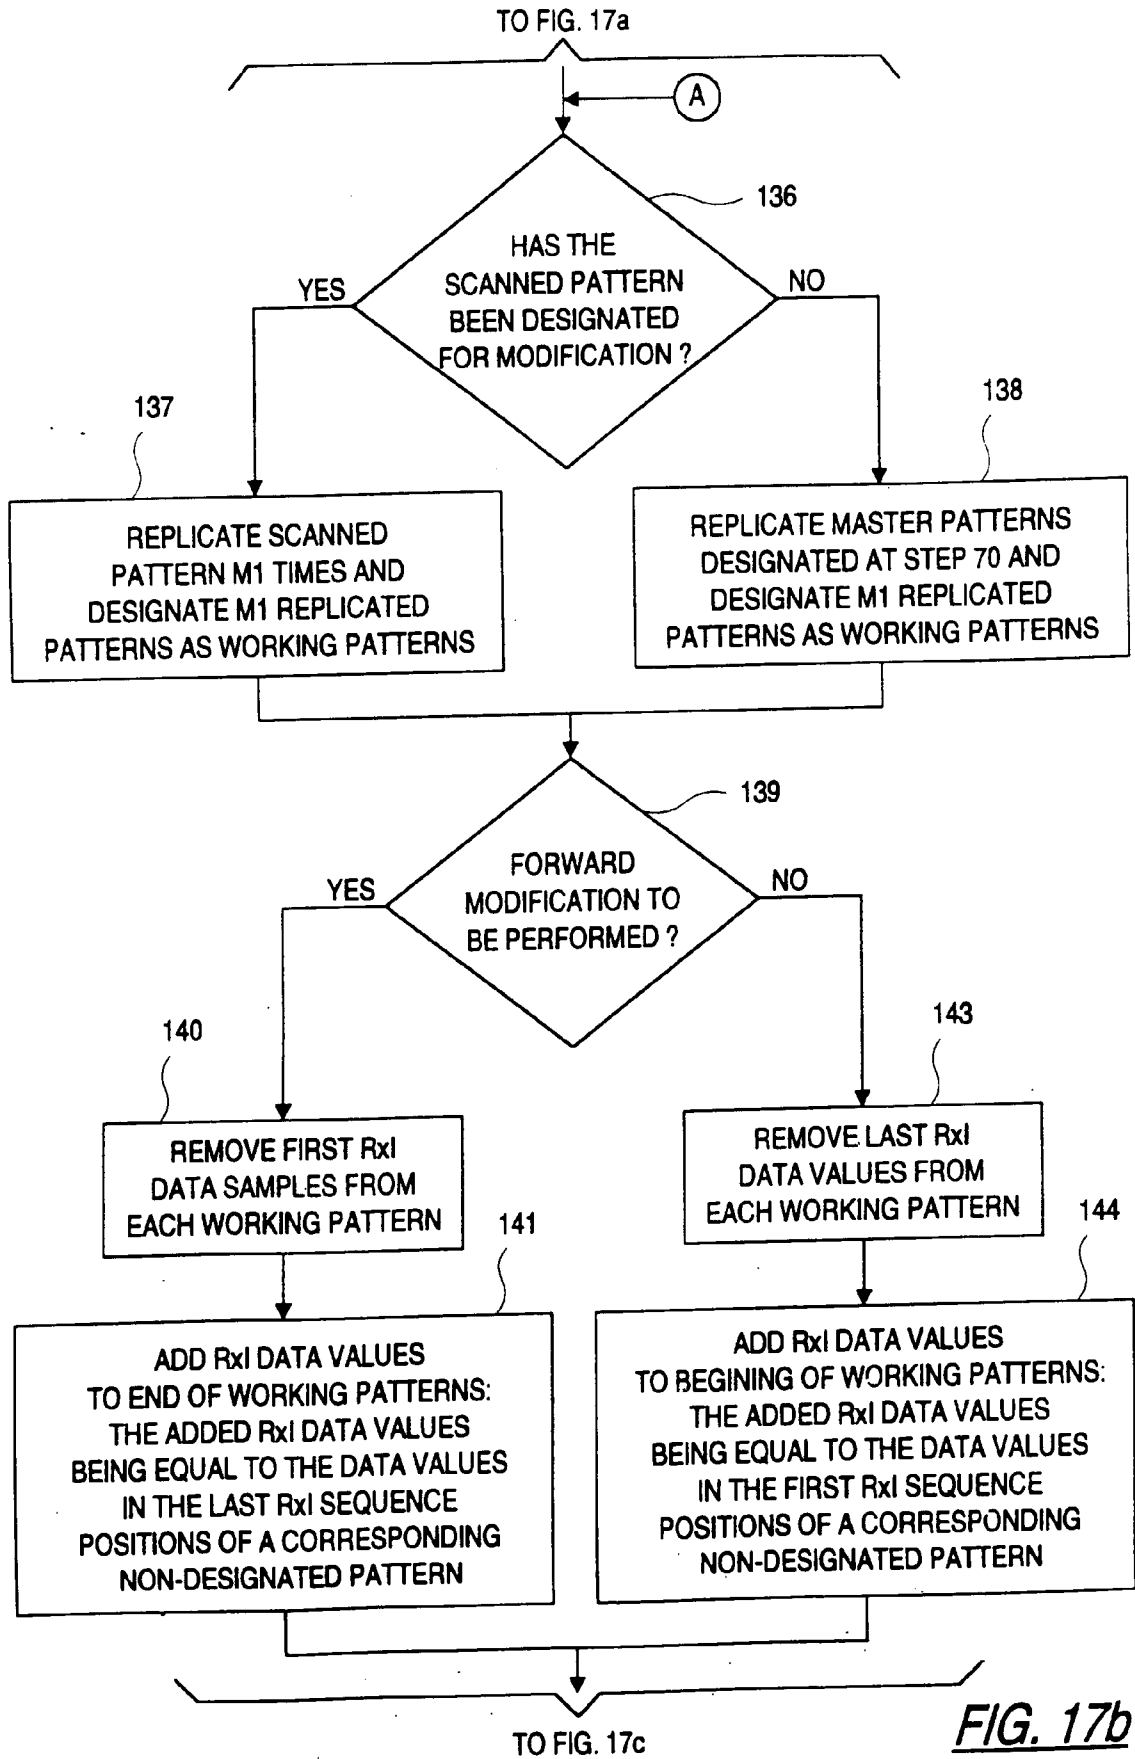 TO FIG. 17a
A
136
HAS THE
SCANNED PATTERN
BEEN DESIGNATED
FOR MODIFICATION ?
YES
NO
137
138
REPLICATE SCANNED
PATTERN M1 TIMES AND
DESIGNATE M1 REPLICATED
PATTERNS AS WORKING PATTERNS
REPLICATE MASTER PATTERNS
DESIGNATED AT STEP 70 AND
DESIGNATE M1 REPLICATED
PATTERNS AS WORKING PATTERNS
139
FORWARD
MODIFICATION TO
BE PERFORMED ?
YES
NO
140
143
REMOVE FIRST RxI
DATA SAMPLES FROM
EACH WORKING PATTERN
REMOVE LAST RxI
DATA VALUES FROM
EACH WORKING PATTERN
141
144
ADD RxI DATA VALUES
TO END OF WORKING PATTERNS:
THE ADDED RxI DATA VALUES
BEING EQUAL TO THE DATA VALUES
IN THE LAST RxI SEQUENCE
POSITIONS OF A CORRESPONDING
NON-DESIGNATED PATTERN
ADD RxI DATA VALUES
TO BEGINING OF WORKING PATTERNS:
THE ADDED RxI DATA VALUES
BEING EQUAL TO THE DATA VALUES
IN THE FIRST RxI SEQUENCE
POSITIONS OF A CORRESPONDING
NON-DESIGNATED PATTERN
TO FIG. 17c
FIG. 17b